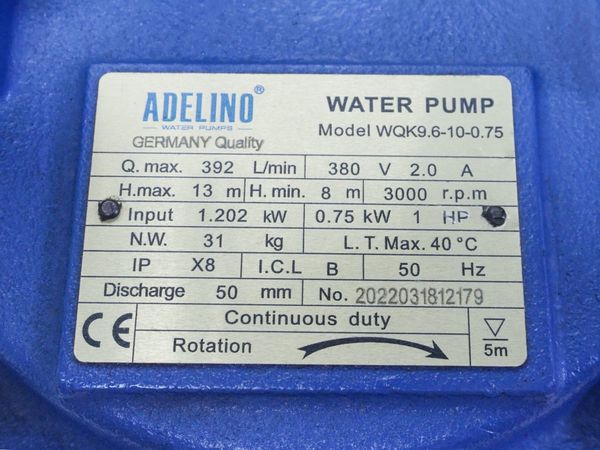 ADELINO®
WATER PUMPS
GERMANY Quality
WATER PUMP
Model WQK9.6-10-0.75
Q. max. 392 L/min 380 V 2.0 A
H.max. 13 m H. min. 8 m 3000 r.p.m
Input 1.202 kW 0.75 kW 1 HP
N.W. 31 kg L. T. Max. 40 °C
IP X8 I.C.L B 50 Hz
Discharge 50 mm No. 2022031812179
CE Continuous duty
Rotation 5m